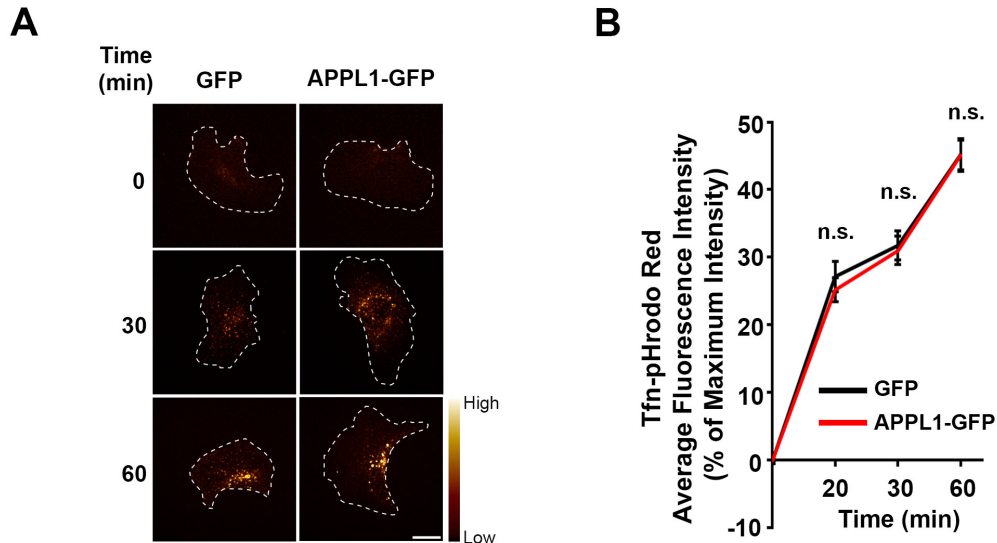 A
Time
(min)
GFP
APPL1-GFP
0
30
60
High
Low
B
Tfn-pHrodo Red
Average Fluorescence Intensity
(% of Maximum Intensity)
50
40
30
20
10
0
-10
n.s.
n.s.
n.s.
GFP
APPL1-GFP
20
30
60
Time (min)